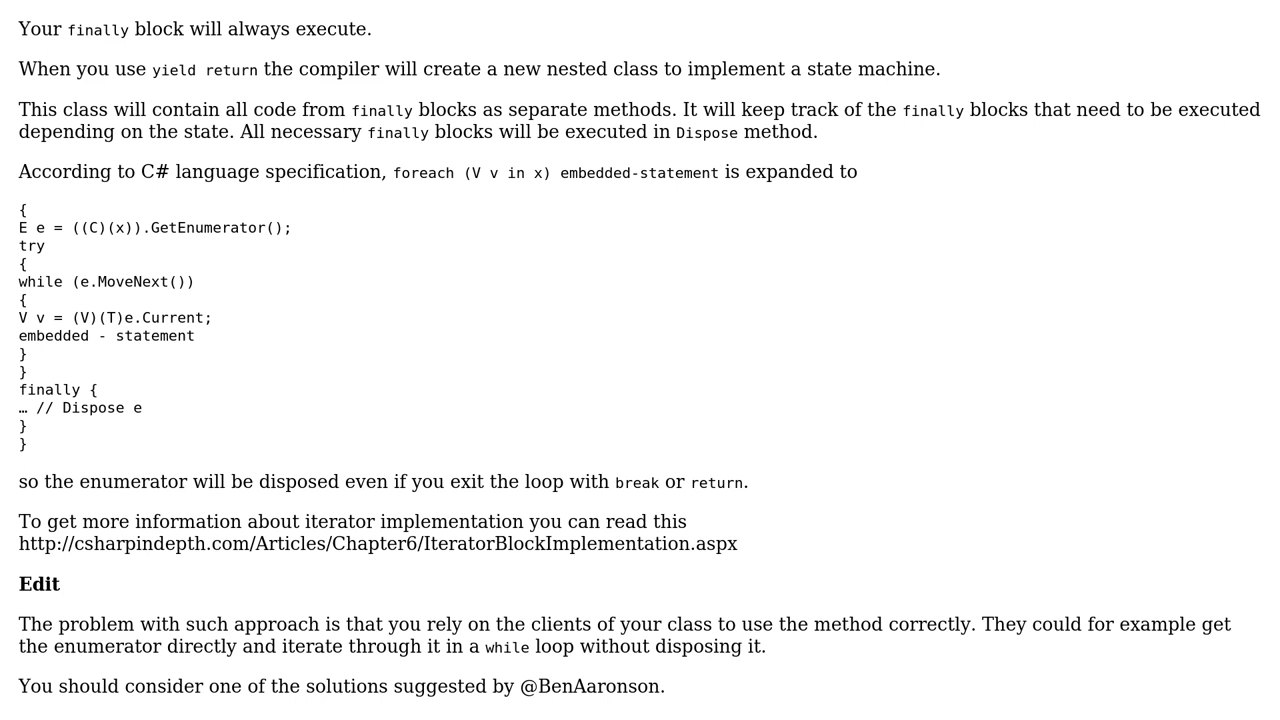 Your finally block will always execute.
When you use yield return the compiler will create a new nested class to implement a state machine.
This class will contain all code from finally blocks as separate methods. It will keep track of the finally blocks that need to be executed
depending on the state. All necessary finally blocks will be executed in Dispose method.
According to C# language specification, foreach (V v in x) embedded-statement is expanded to
{
E e = ((C)(x)).GetEnumerator();
try
{
while (e.MoveNext())
{
V v = (V)(T)e.Current;
embedded - statement
}
}
finally {
… // Dispose e
}
}
so the enumerator will be disposed even if you exit the loop with break or return.
To get more information about iterator implementation you can read this
http://csharpindepth.com/Articles/Chapter6/IteratorBlockImplementation.aspx
Edit
The problem with such approach is that you rely on the clients of your class to use the method correctly. They could for example get
the enumerator directly and iterate through it in a while loop without disposing it.
You should consider one of the solutions suggested by @BenAaronson.